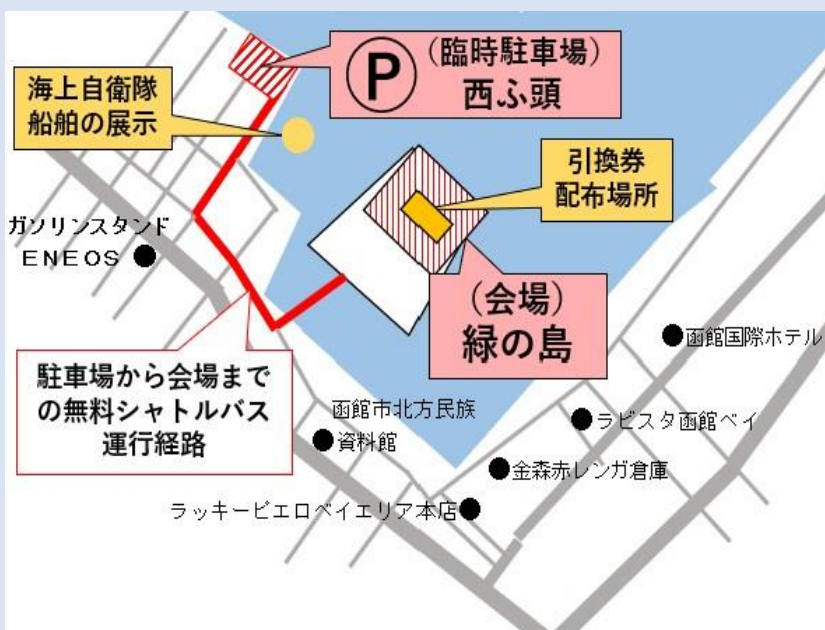 Ⓟ
(臨時駐車場)
西ふ頭
海上自衛隊
船舶の展示
引換券
配布場所
ガソリンスタンド
ENEOS
(会場)
緑の島
函館国際ホテル
駐車場から会場まで
の無料シャトルバス
運行経路
函館市北方民族
資料館
ラビスタ函館ベイ
金森赤レンガ倉庫
ラッキーピエロベイエリア本店